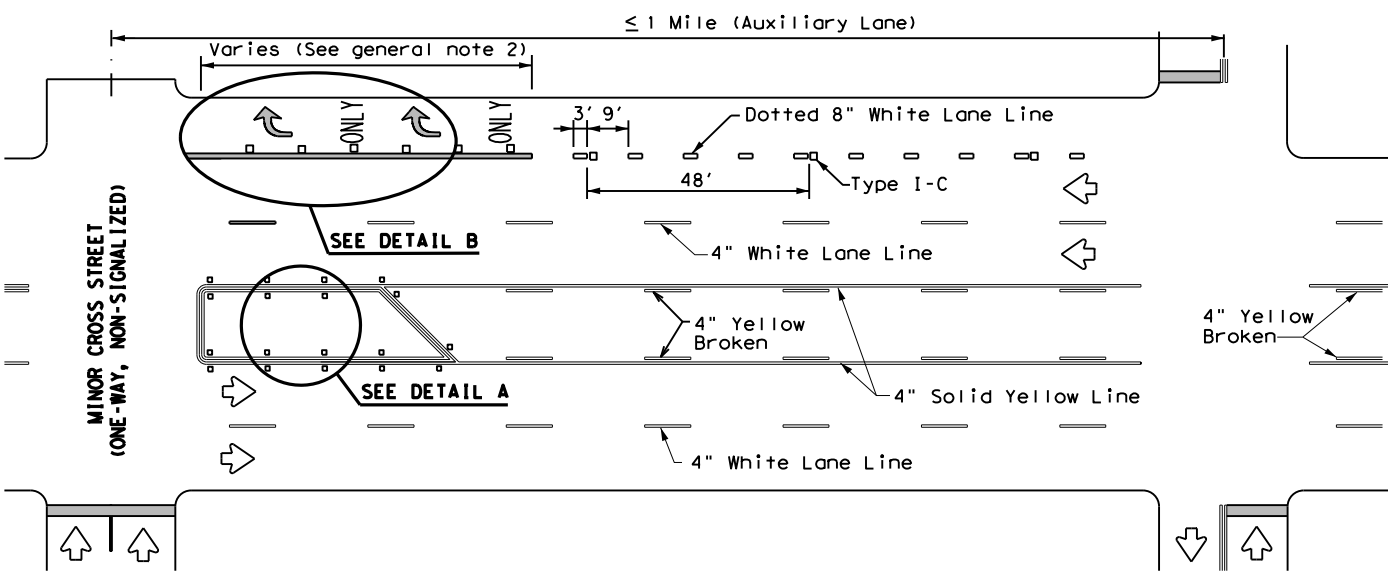 ≤ 1 Mile (Auxiliary Lane)
Varies (See general note 2)
ONLY
ONLY
3' 9'
Dotted 8" White Lane Line
48'
Type I-C
SEE DETAIL B
4" White Lane Line
MINOR CROSS STREET
(ONE-WAY, NON-SIGNALIZED)
4" Yellow
Broken
4" Yellow
Broken
SEE DETAIL A
4" Solid Yellow Line
4" White Lane Line